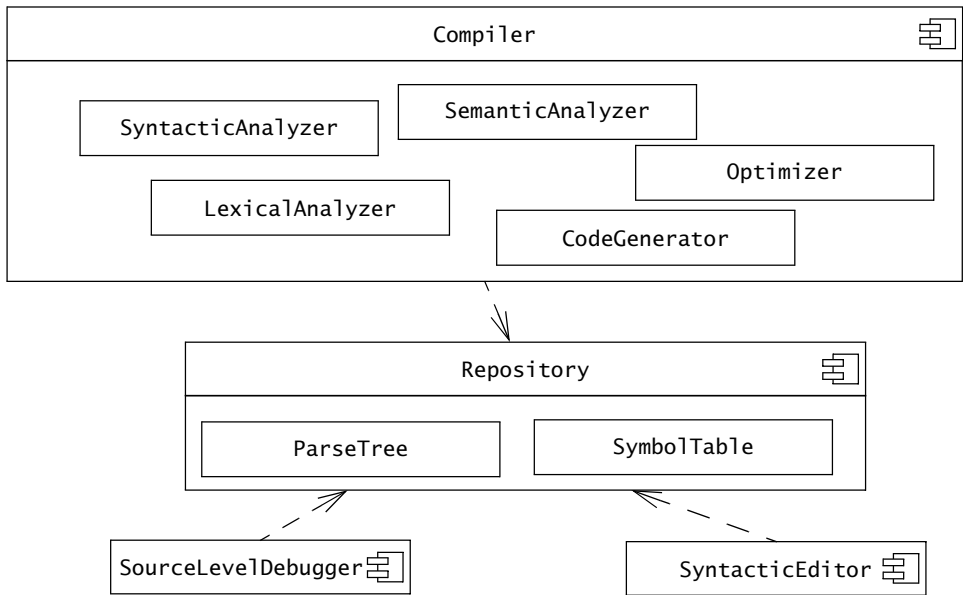 Compiler
SemanticAnalyzer
SyntacticAnalyzer
Optimizer
LexicalAnalyzer
CodeGenerator
Repository
ParseTree
SymbolTable
SourceLevelDebugger
SyntacticEditor